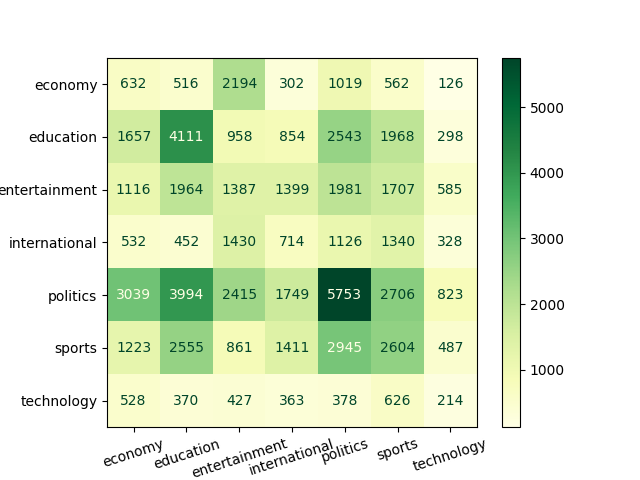 economy 632 516 2194 302 1019 562 126
education 1657 4111 958 854 2543 1968 298
entertainment 1116 1964 1387 1399 1981 1707 585
international 532 452 1430 714 1126 1340 328
politics 3039 3994 2415 1749 5753 2706 823
sports 1223 2555 861 1411 2945 2604 487
technology 528 370 427 363 378 626 214
economy education entertainment international politics sports technology
5000
4000
3000
2000
1000